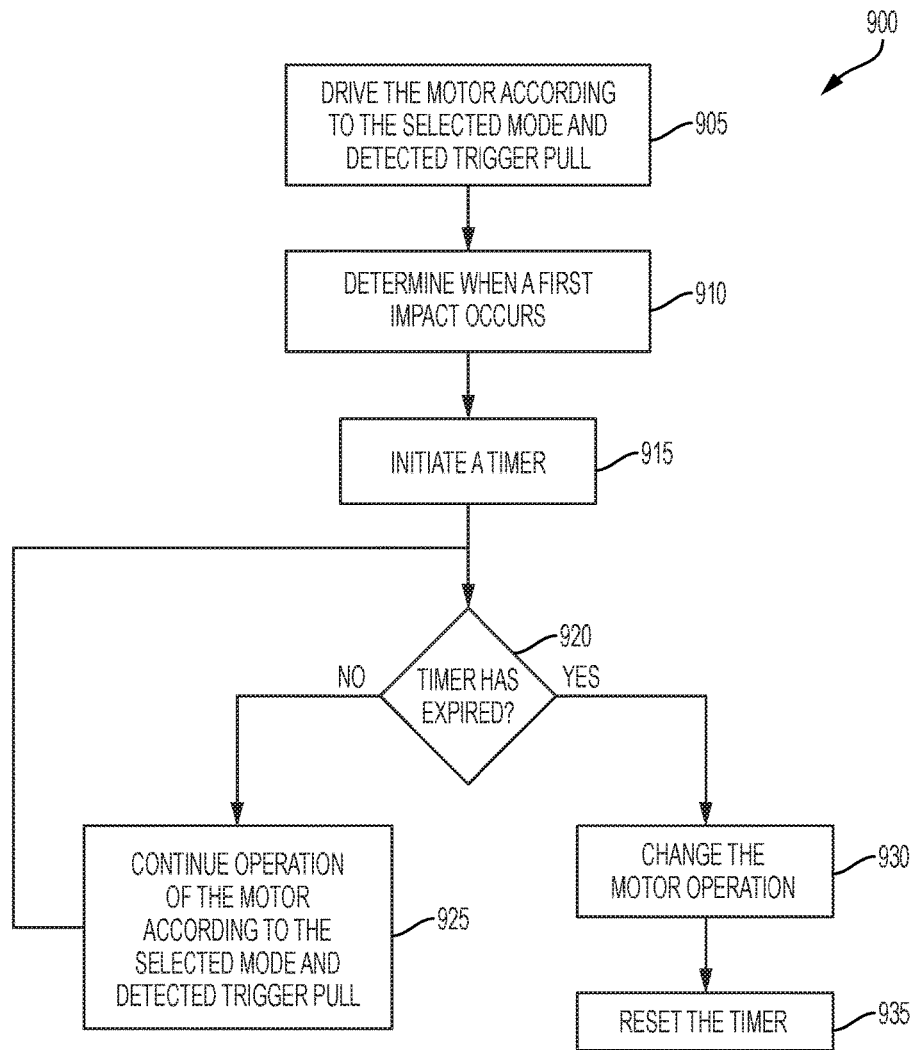 900
DRIVE THE MOTOR ACCORDING
TO THE SELECTED MODE AND
DETECTED TRIGGER PULL
905
DETERMINE WHEN A FIRST
IMPACT OCCURS
910
INITIATE A TIMER
915
920
TIMER HAS
EXPIRED?
NO
YES
CONTINUE OPERATION
OF THE MOTOR
ACCORDING TO THE
SELECTED MODE AND
DETECTED TRIGGER PULL
925
CHANGE THE
MOTOR OPERATION
930
RESET THE TIMER
935